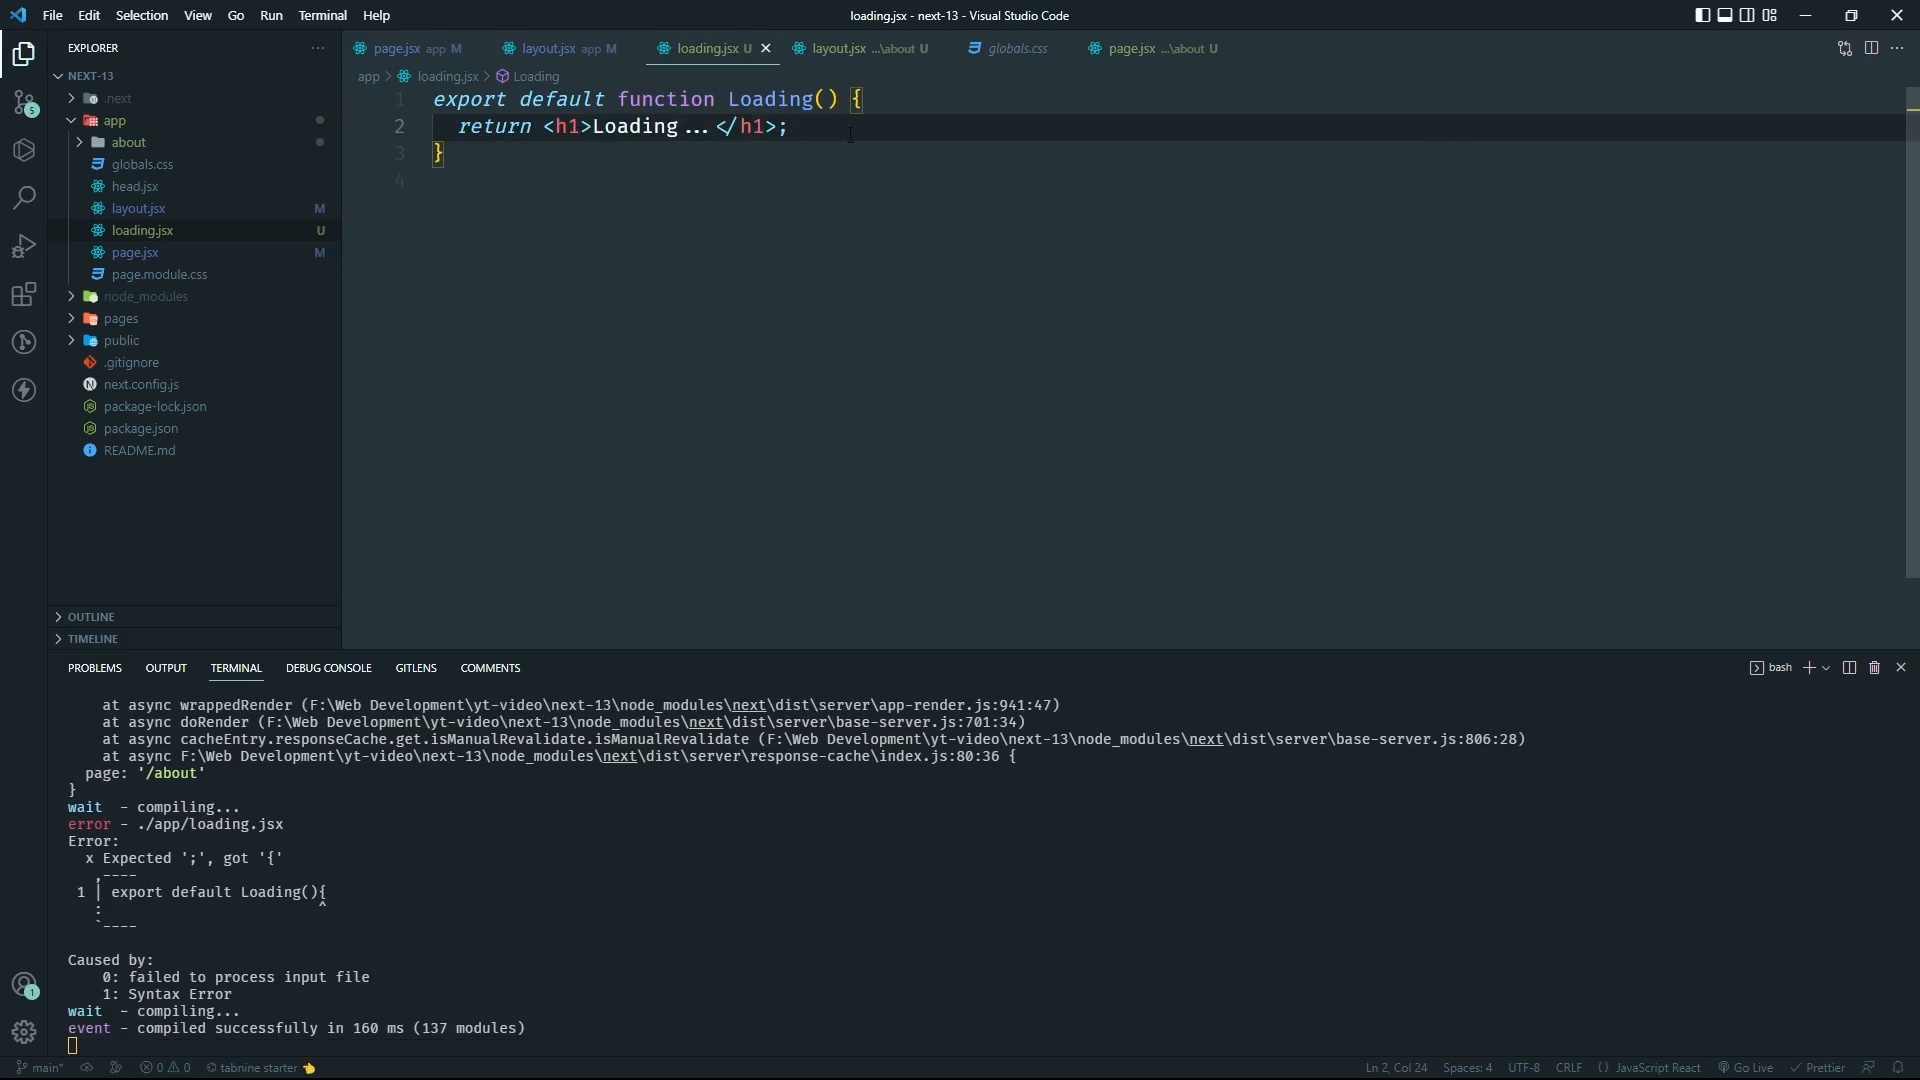 File Edit Selection View Go Run Terminal Help
loading.jsx - next-13 - Visual Studio Code
EXPLORER
page.jsx app M
layout.jsx app M
loading.jsx U
layout.jsx ...\about U
globals.css
page.jsx ...\about U
app > loading.jsx > Loading
NEXT-13
.next
app
about
globals.css
head.jsx
layout.jsx M
loading.jsx U
page.jsx M
page.module.css
node_modules
pages
public
.gitignore
next.config.js
package-lock.json
package.json
README.md
OUTLINE
TIMELINE
5
1
1 export default function Loading() {
2 return <h1>Loading...</h1>;
3 }
4
PROBLEMS OUTPUT TERMINAL DEBUG CONSOLE GITLENS COMMENTS
bash
at async wrappedRender (F:\Web Development\yt-video\next-13\node_modules\next\dist\server\app-render.js:941:47)
at async doRender (F:\Web Development\yt-video\next-13\node_modules\next\dist\server\base-server.js:701:34)
at async cacheEntry.responseCache.get.isManualRevalidate.isManualRevalidate (F:\Web Development\yt-video\next-13\node_modules\next\dist\server\base-server.js:806:28)
at async F:\Web Development\yt-video\next-13\node_modules\next\dist\server\response-cache\index.js:80:36 {
page: '/about'
}
wait - compiling...
error - ./app/loading.jsx
Error:
x Expected ';', got '{'
,----
1 | export default Loading(){
: ^
`----
Caused by:
0: failed to process input file
1: Syntax Error
wait - compiling...
event - compiled successfully in 160 ms (137 modules)
main* 0 0 tabnine starter
Ln 2, Col 24 Spaces: 4 UTF-8 CRLF {} JavaScript React Go Live Prettier